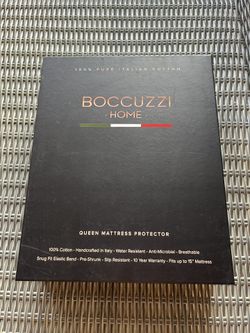 100% PURE ITALIAN COTTON
BOCCUZZI
HOME
QUEEN MATTRESS PROTECTOR
100% Cotton - Handcrafted in Italy - Water Resistant - Anti-Microbial - Breathable
Snug Fit Elastic Band - Pre-Shrunk - Slip Resistant - 10 Year Warranty - Fits up to 15" Mattress